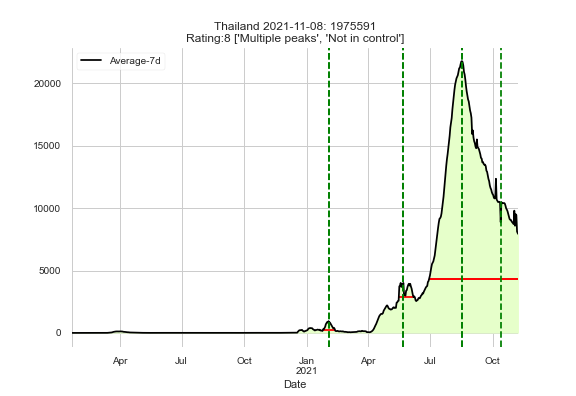 Thailand 2021-11-08: 1975591
Rating:8 ['Multiple peaks', 'Not in control']
Average-7d
20000
15000
10000
5000
0
Apr Jul Oct Jan Apr Jul Oct
2021
Date